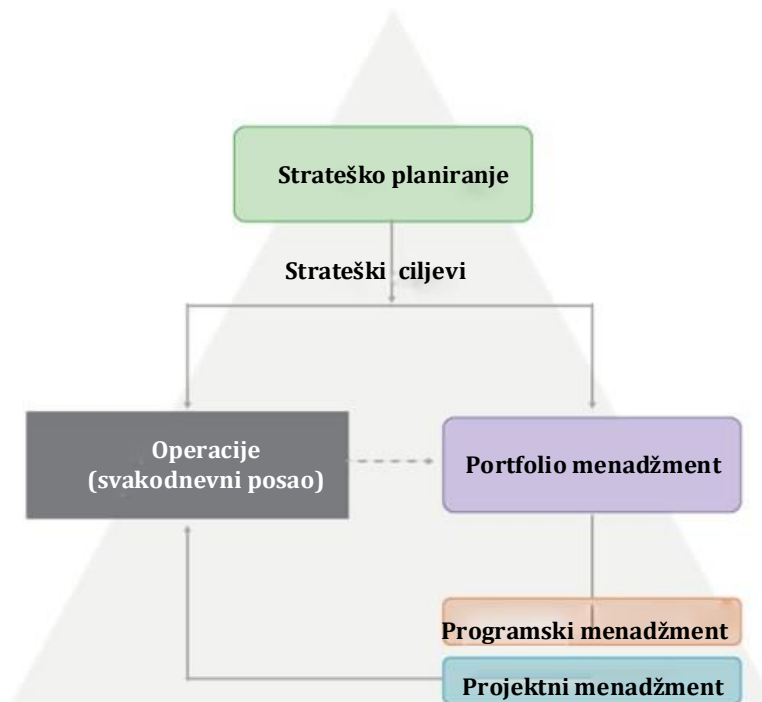 Strateško planiranje
Strateški ciljevi
Operacije
(svakodnevni posao)
Portfolio menadžment
Programski menadžment
Projektni menadžment